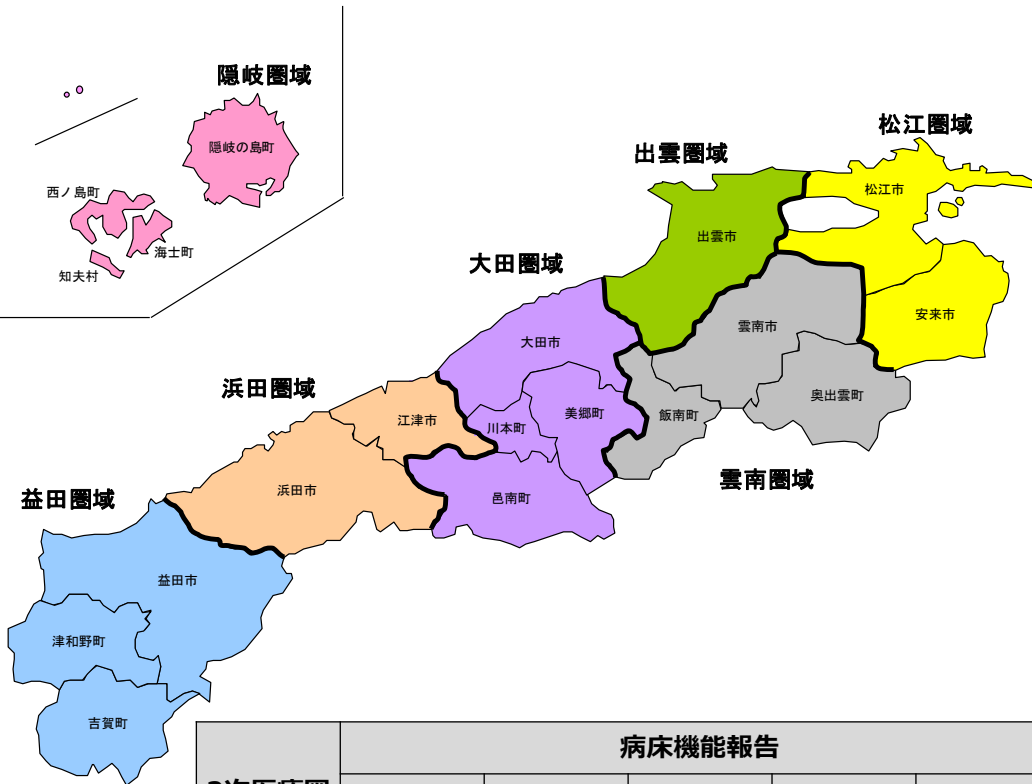 隠岐圏域
隠岐の島町
西ノ島町
海士町
知夫村
松江圏域
松江市
安来市
出雲圏域
出雲市
雲南市
奥出雲町
飯南町
雲南圏域
大田圏域
大田市
美郷町
川本町
邑南町
浜田圏域
江津市
浜田市
益田圏域
益田市
津和野町
吉賀町
病床機能報告